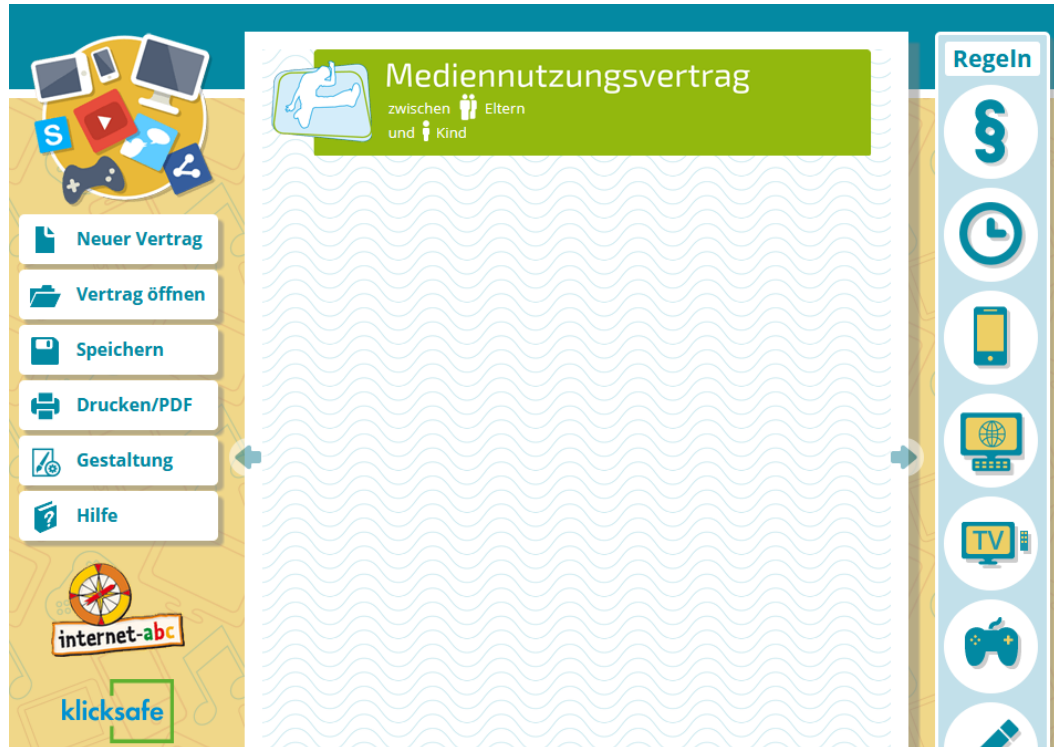 Mediennutzungsvertrag
zwischen Eltern
und Kind
S
Neuer Vertrag
Vertrag öffnen
Speichern
Drucken/PDF
Gestaltung
Hilfe
internet-abc
klicksafe
Regeln
§
TV